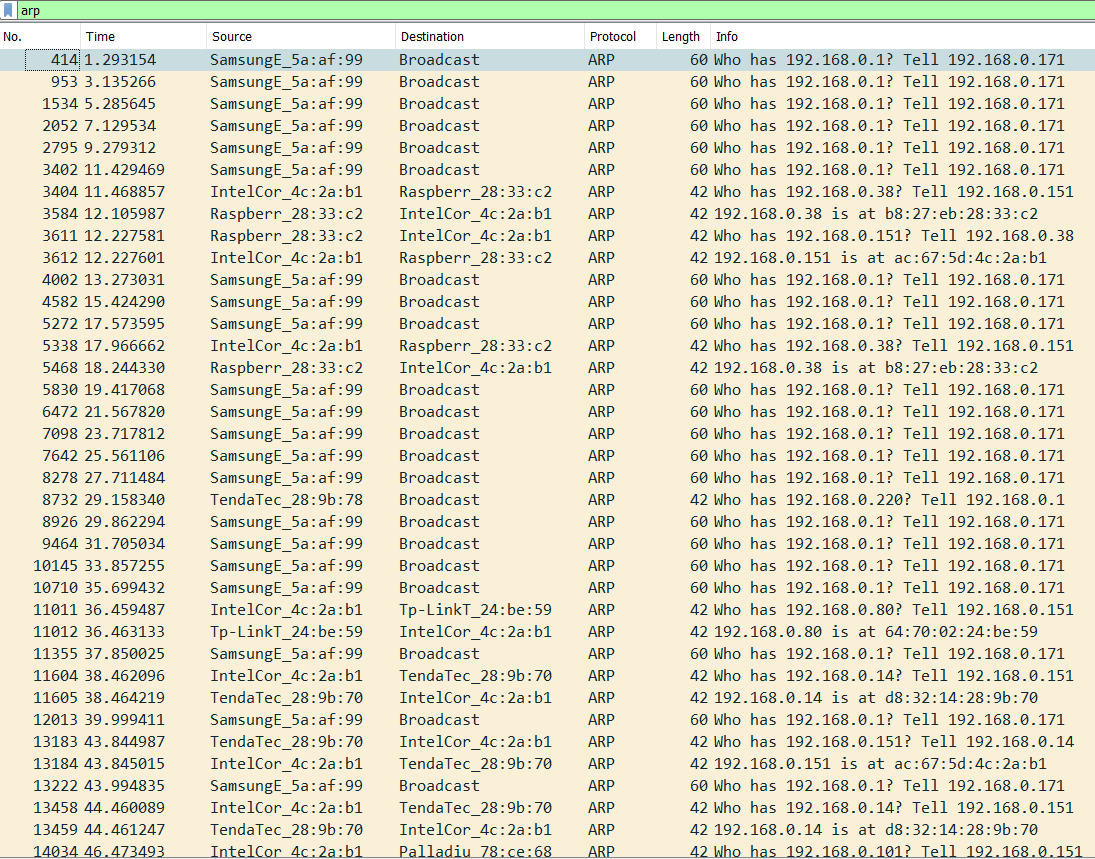 arp
No. Time Source Destination Protocol Length Info
414 1.293154 SamsungE_5a:af:99 Broadcast ARP 60 Who has 192.168.0.1? Tell 192.168.0.171
953 3.135266 SamsungE_5a:af:99 Broadcast ARP 60 Who has 192.168.0.1? Tell 192.168.0.171
1534 5.285645 SamsungE_5a:af:99 Broadcast ARP 60 Who has 192.168.0.1? Tell 192.168.0.171
2052 7.129534 SamsungE_5a:af:99 Broadcast ARP 60 Who has 192.168.0.1? Tell 192.168.0.171
2795 9.279312 SamsungE_5a:af:99 Broadcast ARP 60 Who has 192.168.0.1? Tell 192.168.0.171
3402 11.429469 SamsungE_5a:af:99 Broadcast ARP 60 Who has 192.168.0.1? Tell 192.168.0.171
3404 11.468857 IntelCor_4c:2a:b1 Raspberr_28:33:c2 ARP 42 Who has 192.168.0.38? Tell 192.168.0.151
3584 12.105987 Raspberr_28:33:c2 IntelCor_4c:2a:b1 ARP 42 192.168.0.38 is at b8:27:eb:28:33:c2
3611 12.227581 Raspberr_28:33:c2 IntelCor_4c:2a:b1 ARP 42 Who has 192.168.0.151? Tell 192.168.0.38
3612 12.227601 IntelCor_4c:2a:b1 Raspberr_28:33:c2 ARP 42 192.168.0.151 is at ac:67:5d:4c:2a:b1
4002 13.273031 SamsungE_5a:af:99 Broadcast ARP 60 Who has 192.168.0.1? Tell 192.168.0.171
4582 15.424290 SamsungE_5a:af:99 Broadcast ARP 60 Who has 192.168.0.1? Tell 192.168.0.171
5272 17.573595 SamsungE_5a:af:99 Broadcast ARP 60 Who has 192.168.0.1? Tell 192.168.0.171
5338 17.966662 IntelCor_4c:2a:b1 Raspberr_28:33:c2 ARP 42 Who has 192.168.0.38? Tell 192.168.0.151
5468 18.244330 Raspberr_28:33:c2 IntelCor_4c:2a:b1 ARP 42 192.168.0.38 is at b8:27:eb:28:33:c2
5830 19.417068 SamsungE_5a:af:99 Broadcast ARP 60 Who has 192.168.0.1? Tell 192.168.0.171
6472 21.567820 SamsungE_5a:af:99 Broadcast ARP 60 Who has 192.168.0.1? Tell 192.168.0.171
7098 23.717812 SamsungE_5a:af:99 Broadcast ARP 60 Who has 192.168.0.1? Tell 192.168.0.171
7642 25.561106 SamsungE_5a:af:99 Broadcast ARP 60 Who has 192.168.0.1? Tell 192.168.0.171
8278 27.711484 SamsungE_5a:af:99 Broadcast ARP 60 Who has 192.168.0.1? Tell 192.168.0.171
8732 29.158340 TendaTec_28:9b:78 Broadcast ARP 42 Who has 192.168.0.220? Tell 192.168.0.1
8926 29.862294 SamsungE_5a:af:99 Broadcast ARP 60 Who has 192.168.0.1? Tell 192.168.0.171
9464 31.705034 SamsungE_5a:af:99 Broadcast ARP 60 Who has 192.168.0.1? Tell 192.168.0.171
10145 33.857255 SamsungE_5a:af:99 Broadcast ARP 60 Who has 192.168.0.1? Tell 192.168.0.171
10710 35.699432 SamsungE_5a:af:99 Broadcast ARP 60 Who has 192.168.0.1? Tell 192.168.0.171
11011 36.459487 IntelCor_4c:2a:b1 Tp-LinkT_24:be:59 ARP 42 Who has 192.168.0.80? Tell 192.168.0.151
11012 36.463133 Tp-LinkT_24:be:59 IntelCor_4c:2a:b1 ARP 42 192.168.0.80 is at 64:70:02:24:be:59
11355 37.850025 SamsungE_5a:af:99 Broadcast ARP 60 Who has 192.168.0.1? Tell 192.168.0.171
11604 38.462096 IntelCor_4c:2a:b1 TendaTec_28:9b:70 ARP 42 Who has 192.168.0.14? Tell 192.168.0.151
11605 38.464219 TendaTec_28:9b:70 IntelCor_4c:2a:b1 ARP 42 192.168.0.14 is at d8:32:14:28:9b:70
12013 39.999411 SamsungE_5a:af:99 Broadcast ARP 60 Who has 192.168.0.1? Tell 192.168.0.171
13183 43.844987 TendaTec_28:9b:70 IntelCor_4c:2a:b1 ARP 42 Who has 192.168.0.151? Tell 192.168.0.14
13184 43.845015 IntelCor_4c:2a:b1 TendaTec_28:9b:70 ARP 42 192.168.0.151 is at ac:67:5d:4c:2a:b1
13222 43.994835 SamsungE_5a:af:99 Broadcast ARP 60 Who has 192.168.0.1? Tell 192.168.0.171
13458 44.460089 IntelCor_4c:2a:b1 TendaTec_28:9b:70 ARP 42 Who has 192.168.0.14? Tell 192.168.0.151
13459 44.461247 TendaTec_28:9b:70 IntelCor_4c:2a:b1 ARP 42 192.168.0.14 is at d8:32:14:28:9b:70
14034 46.473493 IntelCor_4c:2a:b1 Palladiu_78:ce:68 ARP 42 Who has 192.168.0.101? Tell 192.168.0.151